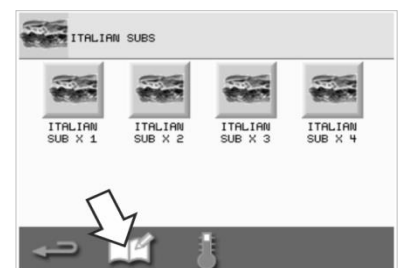 ITALIAN SUBS
ITALIAN
SUB X 1
ITALIAN
SUB X 2
ITALIAN
SUB X 3
ITALIAN
SUB X 4